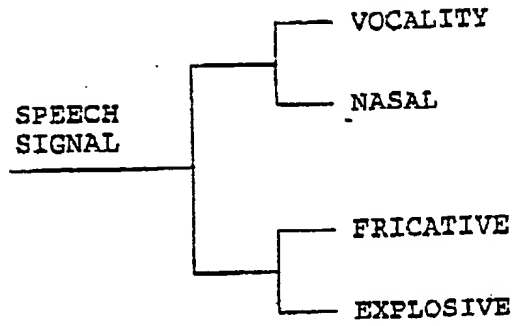 VOCALITY
NASAL
SPEECH
SIGNAL
FRICATIVE
EXPLOSIVE